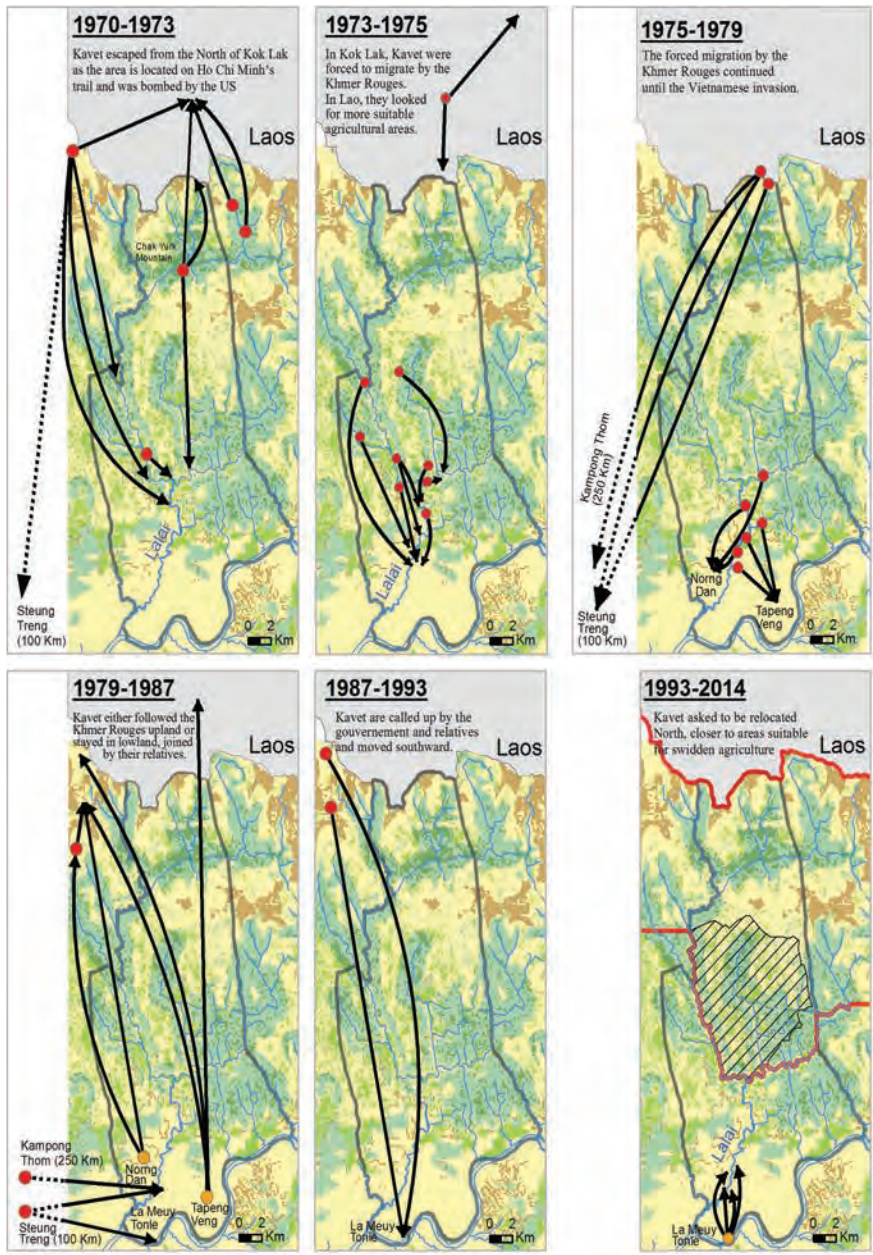 1970-1973
Kavet escaped from the North of Kok Lak
as the area is located on Ho Chi Minh's
trail and was bombed by the US
Laos
Chak Yurk
Mountain
Lalai
Steung
Treng
(100 Km)
0 2
Km
1973-1975
In Kok Lak, Kavet were
forced to migrate by the
Khmer Rouges.
In Lao, they looked
for more suitable
agricultural areas.
Laos
Lalai
0 2
Km
1975-1979
The forced migration by the
Khmer Rouges continued
until the Vietnamese invasion.
Laos
Kampong Thom
(250 Km)
Norng
Dan
Tapeng
Veng
Steung
Treng
(100 Km)
0 2
Km
1979-1987
Kavet either followed the
Khmer Rouges upland or
stayed in lowland, joined
by their relatives.
Laos
Kampong
Thom (250 Km)
Norng
Dan
La Meuy
Tonle
Tapeng
Veng
Steung
Treng (100 Km)
0 2
Km
1987-1993
Kavet are called up by the
gouvernement and relatives
and moved southward.
Laos
La Meuy
Tonle
0 2
Km
1993-2014
Kavet asked to be relocated
North, closer to areas suitable
for swidden agriculture
Laos
Lalai
La Meuy
Tonle
0 2
Km